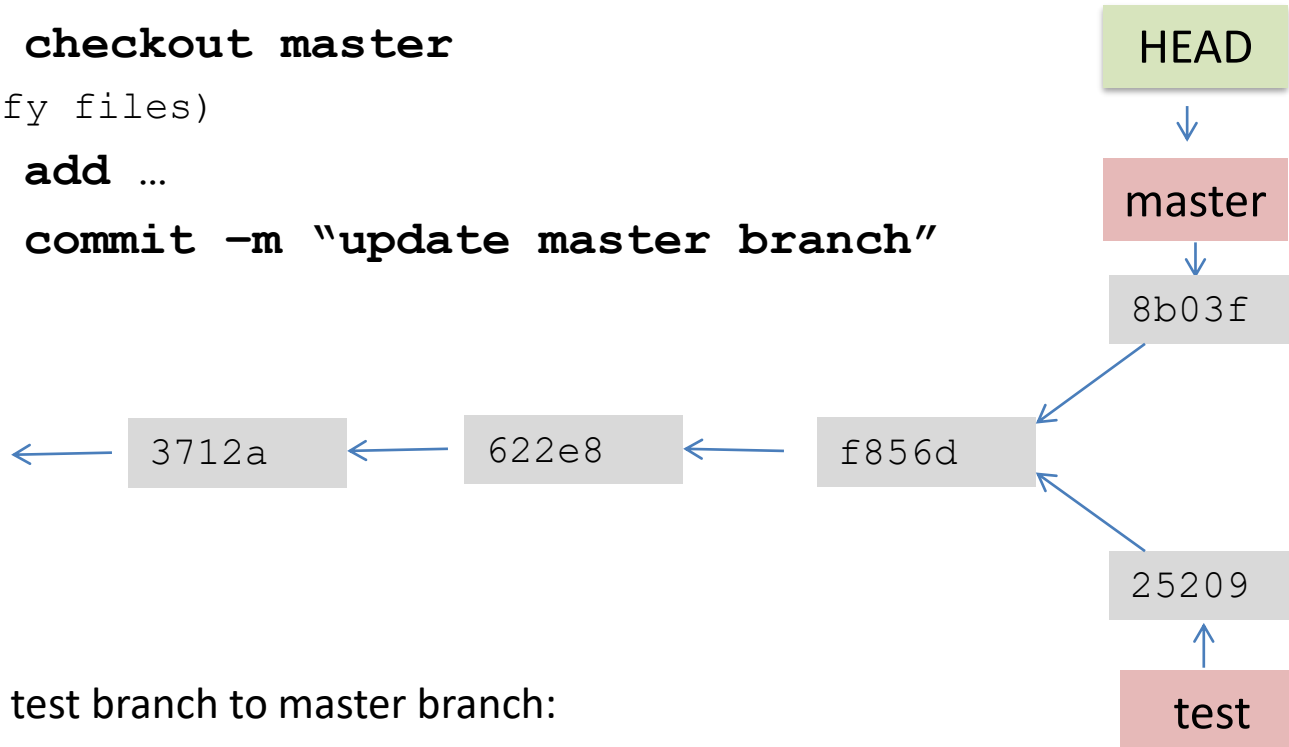 checkout master
HEAD
fy files)
add …
master
commit –m “update master branch”
8b03f
3712a
622e8
f856d
25209
test branch to master branch:
test